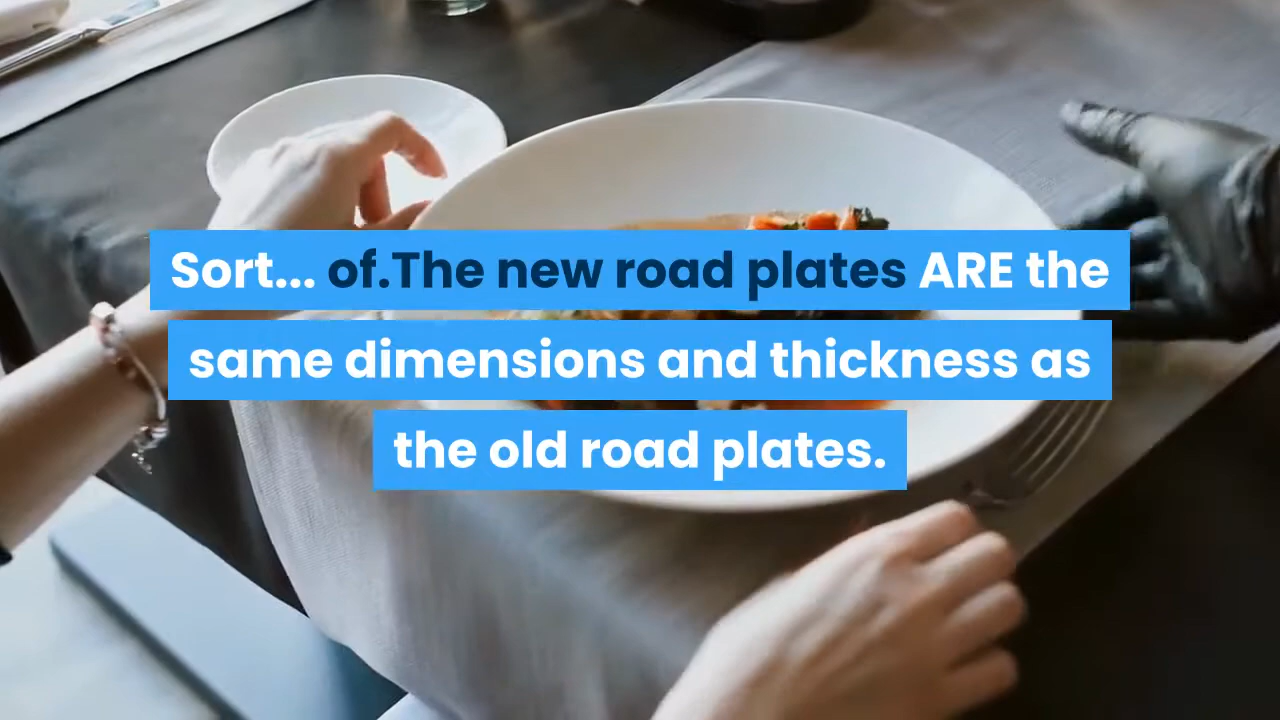 Sort... of.The new road plates ARE the
same dimensions and thickness as
the old road plates.